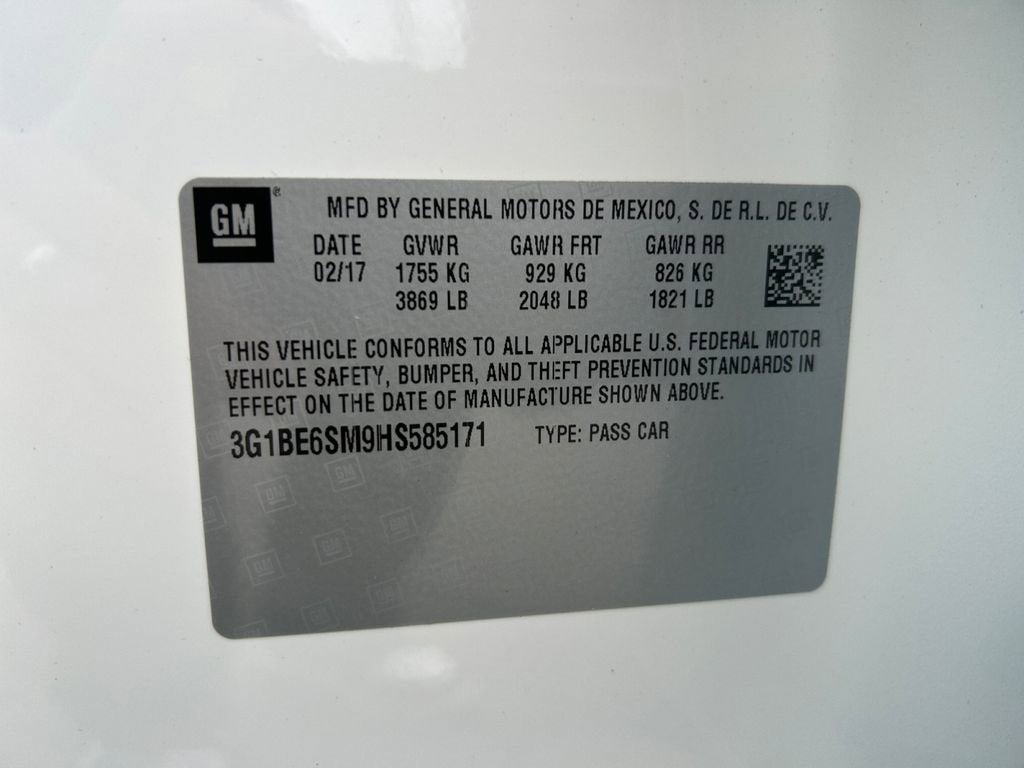 GM ®
MFD BY GENERAL MOTORS DE MEXICO, S. DE R.L. DE C.V.
DATE GVWR GAWR FRT GAWR RR
02/17 1755 KG 929 KG 826 KG
3869 LB 2048 LB 1821 LB
THIS VEHICLE CONFORMS TO ALL APPLICABLE U.S. FEDERAL MOTOR
VEHICLE SAFETY, BUMPER, AND THEFT PREVENTION STANDARDS IN
EFFECT ON THE DATE OF MANUFACTURE SHOWN ABOVE.
3G1BE6SM9HS585171 TYPE: PASS CAR